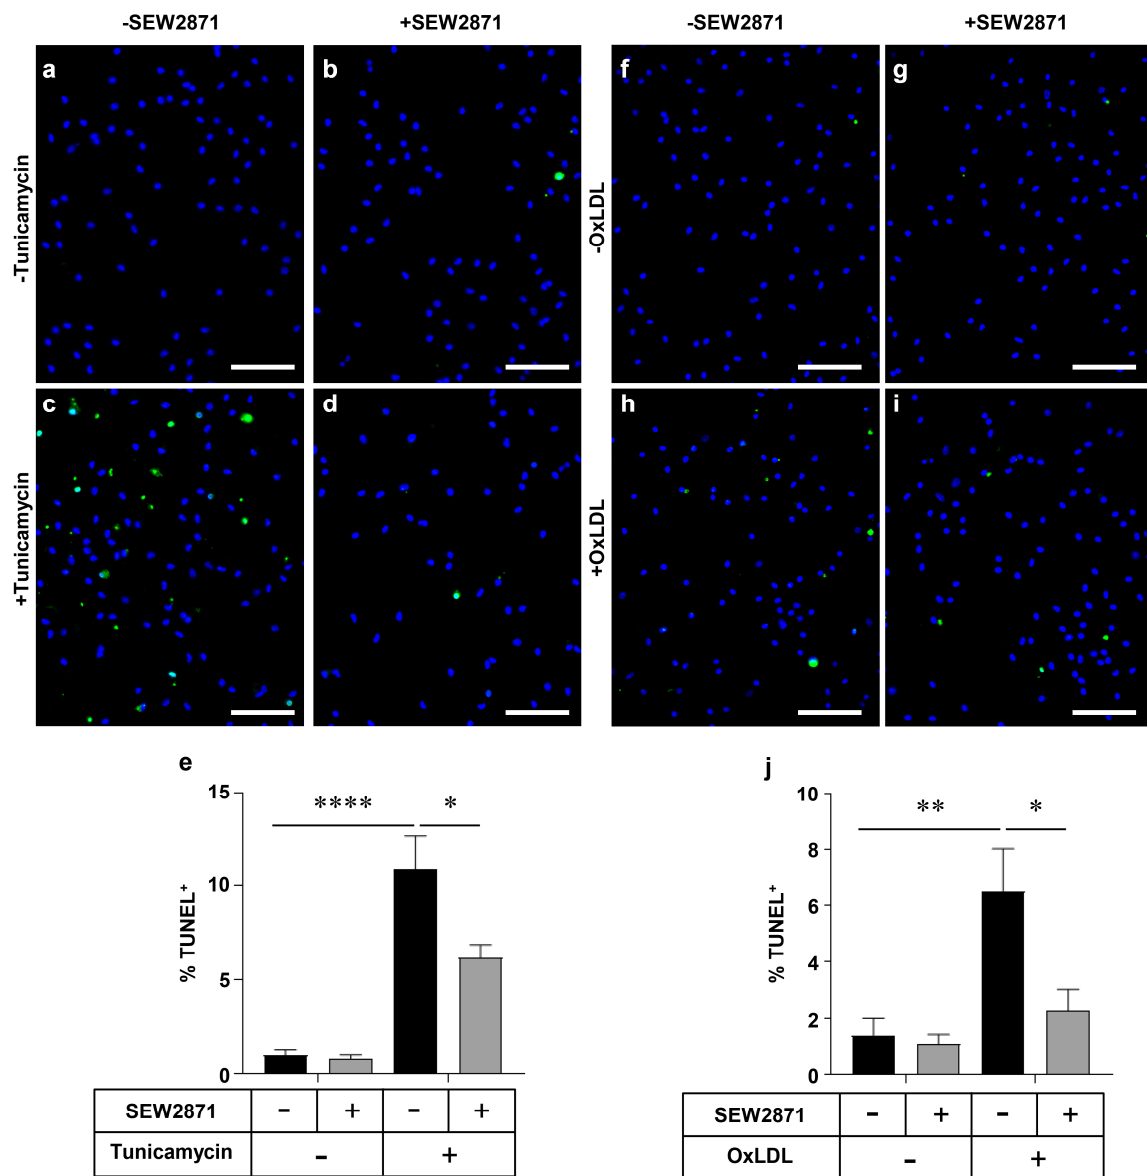 -SEW2871 +SEW2871 -SEW2871 +SEW2871
a b f g
-Tunicamycin
-OxLDL
c d h i
+Tunicamycin
+OxLDL
e
15
10
5
0
% TUNEL+
**** *
SEW2871 - + - +
Tunicamycin - +
j
10
8
6
4
2
0
% TUNEL+
** *
SEW2871 - + - +
OxLDL - +